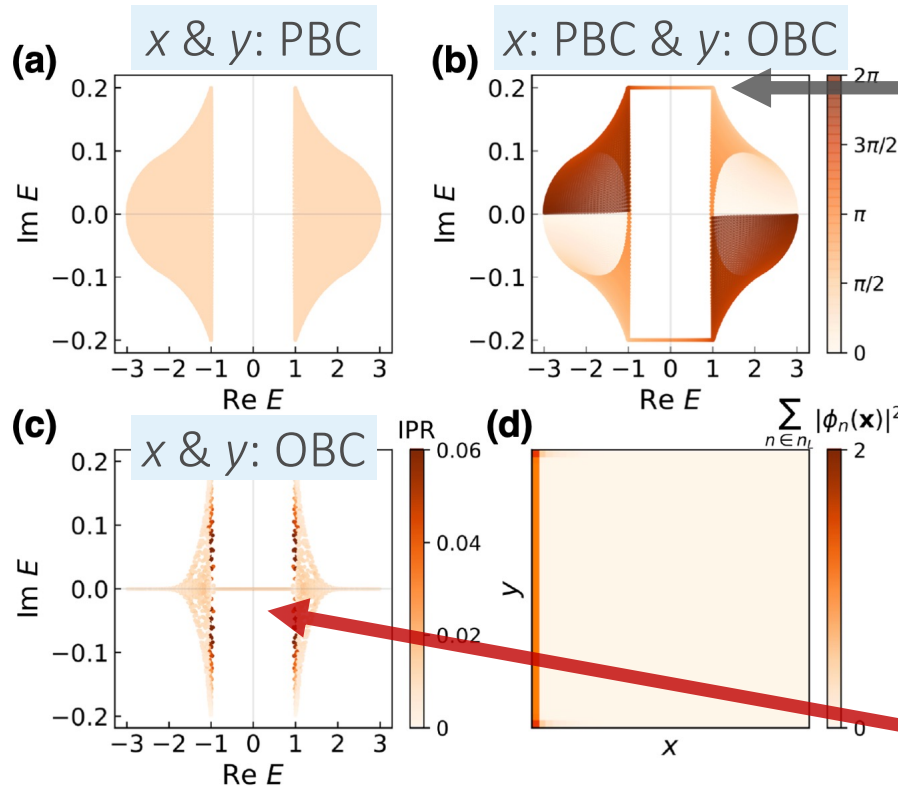 x & y: PBC
x: PBC & y: OBC
(a)
(b)
0.2
0.1
0.0
−0.1
−0.2
Im E
−3 −2 −1 0 1 2 3
Re E
0.2
0.1
0.0
−0.1
−0.2
Im E
−3 −2 −1 0 1 2 3
Re E
2π
3π/2
π
π/2
0
(c)
x & y: OBC
IPR
0.06
0.04
0.02
0
0.1
0.0
−0.1
−0.2
Im E
−3 −2 −1 0 1 2 3
Re E
(d)
∑ |ϕn(x)|²
n ∈ nL
2
0
y
x